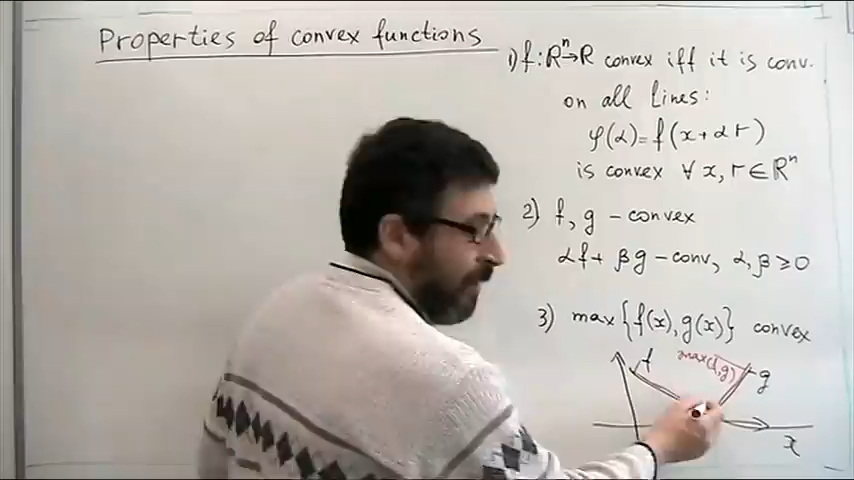 Properties of convex functions
1) f: Rⁿ→R convex iff it is conv.
on all lines:
φ(α)=f(x+αr)
is convex ∀ x, r ∈ Rⁿ
2) f, g – convex
αf + βg – conv, α, β ≥ 0
3) max{f(x), g(x)} convex
f
max(f,g)
g
x